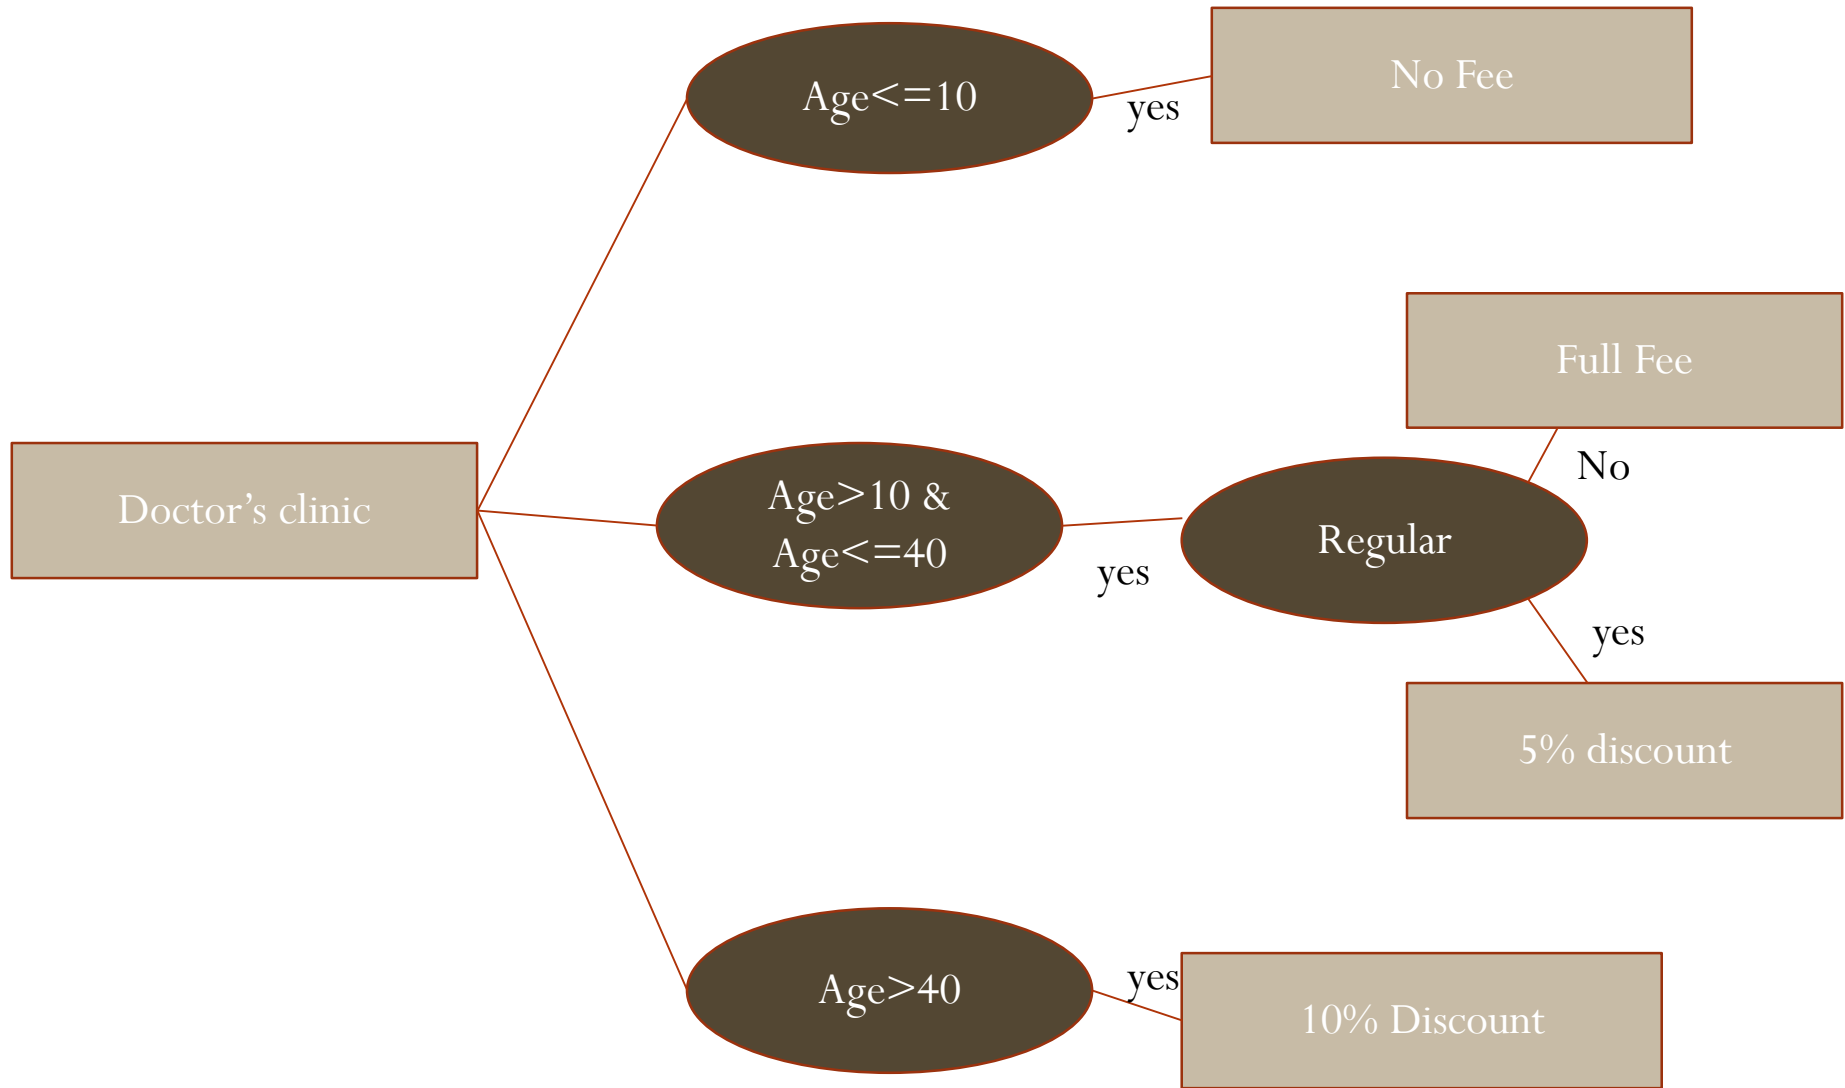 Doctor’s clinic
Age<=10
yes
No Fee
Age>10 &
Age<=40
yes
Regular
No
Full Fee
yes
5% discount
Age>40
yes
10% Discount